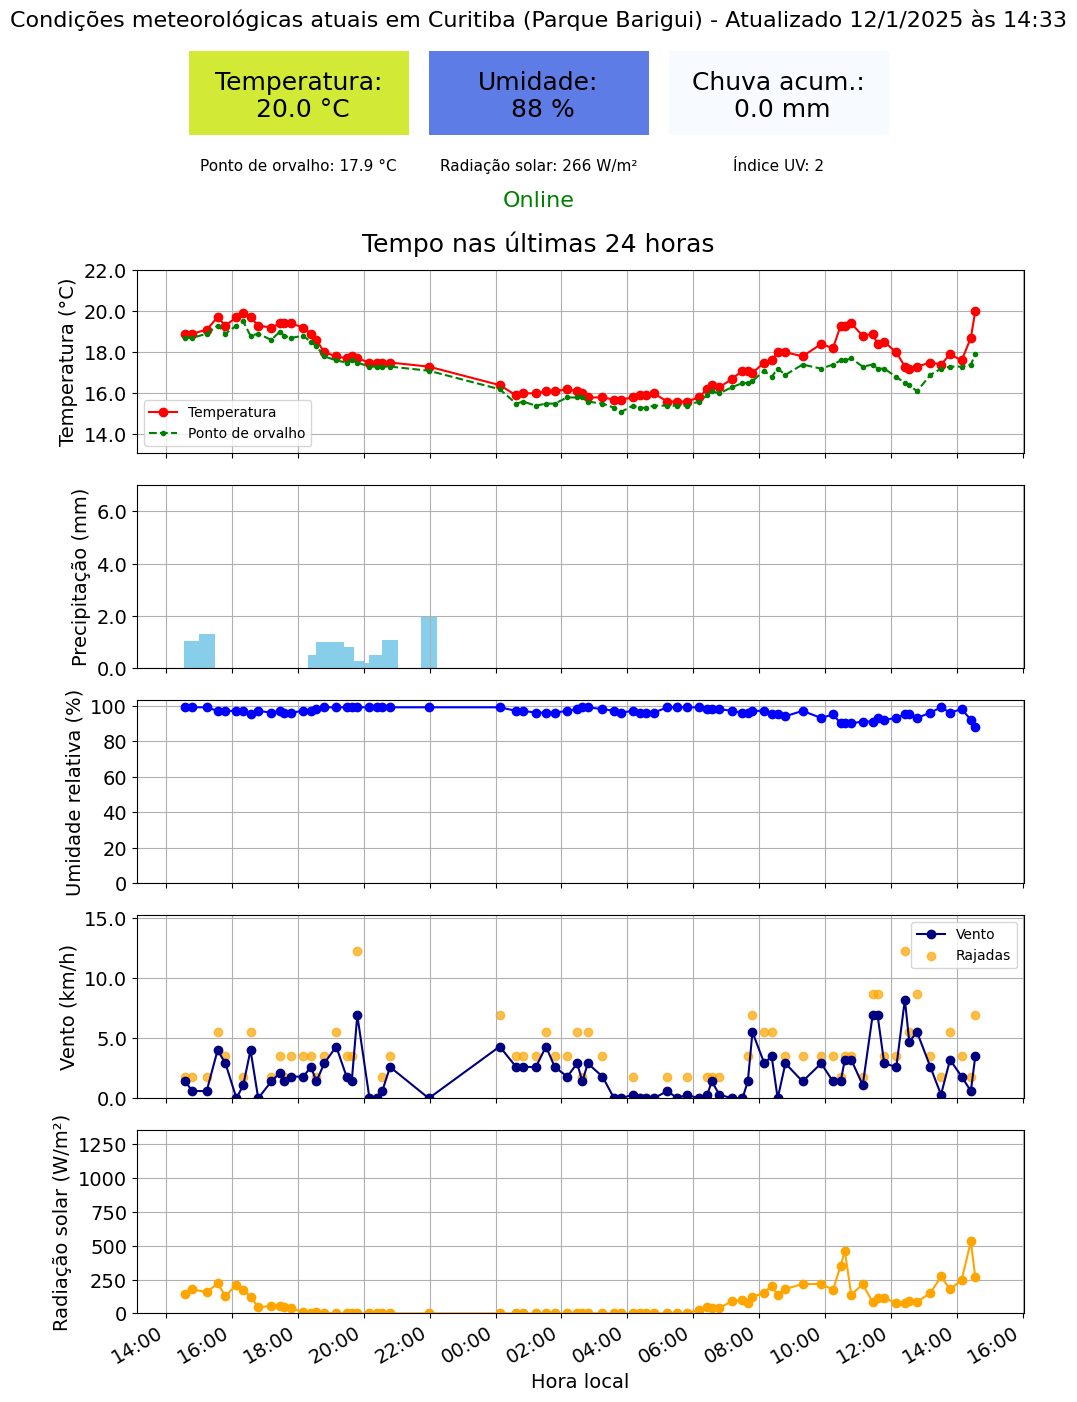 Condições meteorológicas atuais em Curitiba (Parque Barigui) - Atualizado 12/1/2025 às 14:33
Temperatura:
20.0 °C
Umidade:
88 %
Chuva acum.:
0.0 mm
Ponto de orvalho: 17.9 °C
Radiação solar: 266 W/m²
Índice UV: 2
Online
Tempo nas últimas 24 horas
Temperatura (°C)
22.0
20.0
18.0
16.0
14.0
Temperatura
Ponto de orvalho
Precipitação (mm)
6.0
4.0
2.0
0.0
Umidade relativa (%)
100
80
60
40
20
0
Vento (km/h)
15.0
10.0
5.0
0.0
Vento
Rajadas
Radiação solar (W/m²)
1250
1000
750
500
250
0
14:00 16:00 18:00 20:00 22:00 00:00 02:00 04:00 06:00 08:00 10:00 12:00 14:00 16:00
Hora local